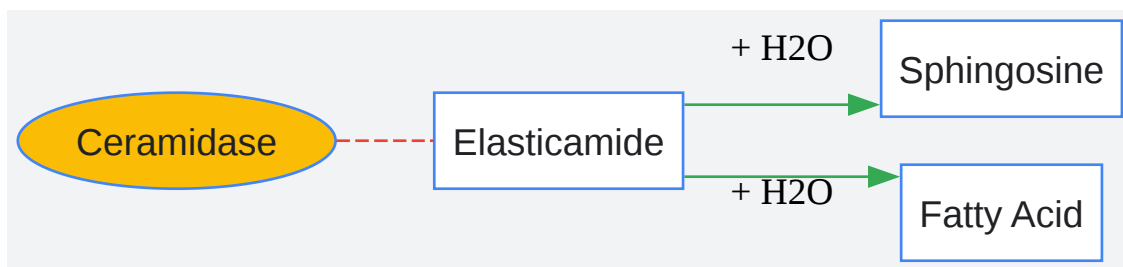 + H2O
Sphingosine
Ceramidase
Elasticamide
+ H2O
Fatty Acid